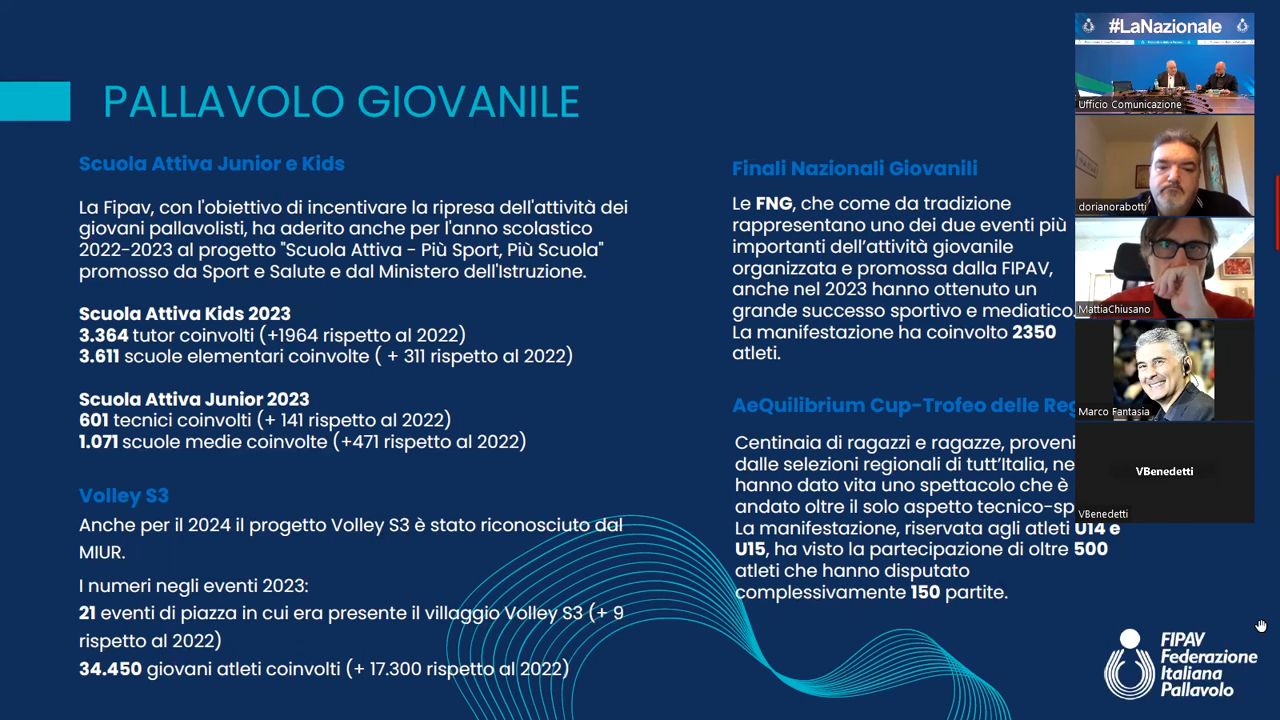 PALLAVOLO GIOVANILE
Scuola Attiva Junior e Kids
La Fipav, con l'obiettivo di incentivare la ripresa dell'attività dei
giovani pallavolisti, ha aderito anche per l'anno scolastico
2022-2023 al progetto "Scuola Attiva - Più Sport, Più Scuola"
promosso da Sport e Salute e dal Ministero dell'Istruzione.
Scuola Attiva Kids 2023
3.364 tutor coinvolti (+1964 rispetto al 2022)
3.611 scuole elementari coinvolte ( + 311 rispetto al 2022)
Scuola Attiva Junior 2023
601 tecnici coinvolti (+ 141 rispetto al 2022)
1.071 scuole medie coinvolte (+471 rispetto al 2022)
Volley S3
Anche per il 2024 il progetto Volley S3 è stato riconosciuto dal
MIUR.
I numeri negli eventi 2023:
21 eventi di piazza in cui era presente il villaggio Volley S3 (+ 9
rispetto al 2022)
34.450 giovani atleti coinvolti (+ 17.300 rispetto al 2022)
Finali Nazionali Giovanili
Le FNG, che come da tradizione
rappresentano uno dei due eventi più
importanti dell’attività giovanile
organizzata e promossa dalla FIPAV,
anche nel 2023 hanno ottenuto un
grande successo sportivo e mediatico.
La manifestazione ha coinvolto 2350
atleti.
AeQuilibrium Cup-Trofeo delle Reg
Centinaia di ragazzi e ragazze, proveni
dalle selezioni regionali di tutt’Italia, ne
hanno dato vita uno spettacolo che è
andato oltre il solo aspetto tecnico-sp
La manifestazione, riservata agli atleti U14 e
U15, ha visto la partecipazione di oltre 500
atleti che hanno disputato
complessivamente 150 partite.
#LaNazionale
Ufficio Comunicazione
dorianorabotti
MattiaChiusano
Marco Fantasia
VBenedetti
VBenedetti
FIPAV
Federazione
Italiana
Pallavolo